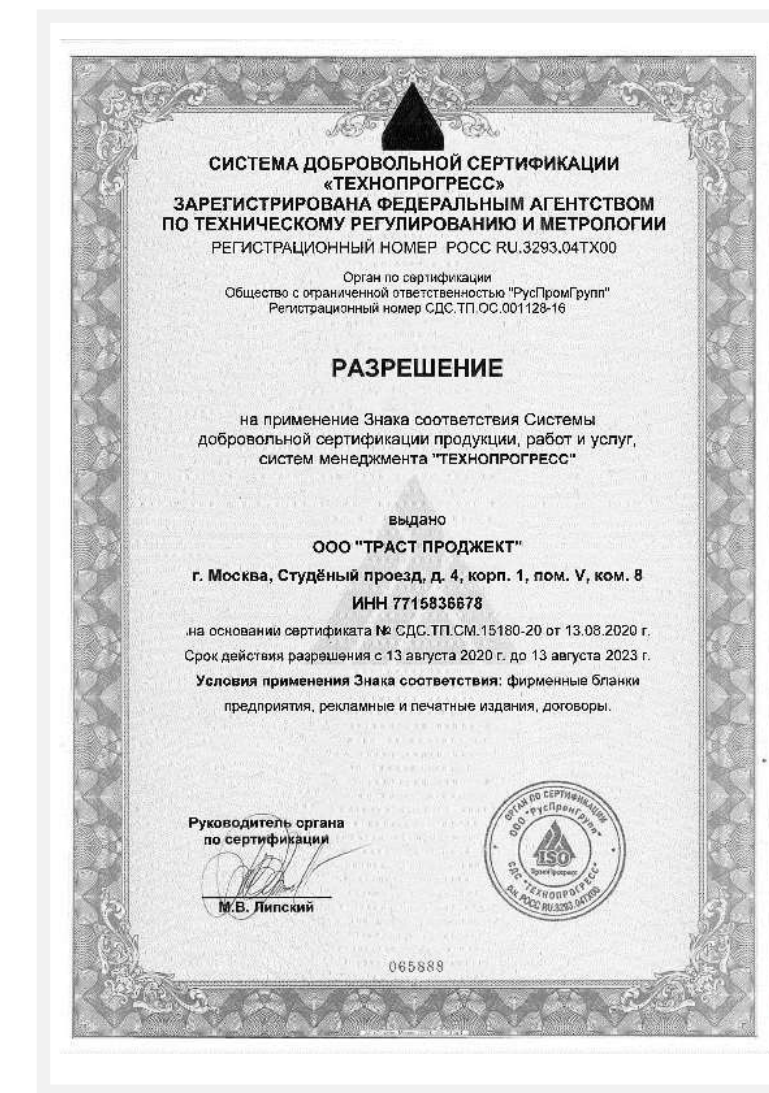 СИСТЕМА ДОБРОВОЛЬНОЙ СЕРТИФИКАЦИИ
«ТЕХНОПРОГРЕСС»
ЗАРЕГИСТРИРОВАНА ФЕДЕРАЛЬНЫМ АГЕНТСТВОМ
ПО ТЕХНИЧЕСКОМУ РЕГУЛИРОВАНИЮ И МЕТРОЛОГИИ
РЕГИСТРАЦИОННЫЙ НОМЕР РОСС RU.3293.04ТХ00
Орган по сертификации
Общество с ограниченной ответственностью "РусПромГрупп"
Регистрационный номер СДС.ТП.ОС.001128-16
РАЗРЕШЕНИЕ
на применение Знака соответствия Системы
добровольной сертификации продукции, работ и услуг,
систем менеджмента "ТЕХНОПРОГРЕСС"
выдано
ООО "ТРАСТ ПРОДЖЕКТ"
г. Москва, Студёный проезд, д. 4, корп. 1, пом. V, ком. 8
ИНН 7715836678
на основании сертификата № СДС.ТП.СМ.15180-20 от 13.08.2020 г.
Срок действия разрешения с 13 августа 2020 г. до 13 августа 2023 г.
Условия применения Знака соответствия: фирменные бланки
предприятия, рекламные и печатные издания, договоры.
Руководитель органа
по сертификации
М.В. Липский
ОРГАН ПО СЕРТИФИКАЦИИ
ООО "РусПромГрупп"
ISO
ТехноПрогресс
СДС "ТЕХНОПРОГРЕСС"
РОСС RU.3293.04ТХ00
065888